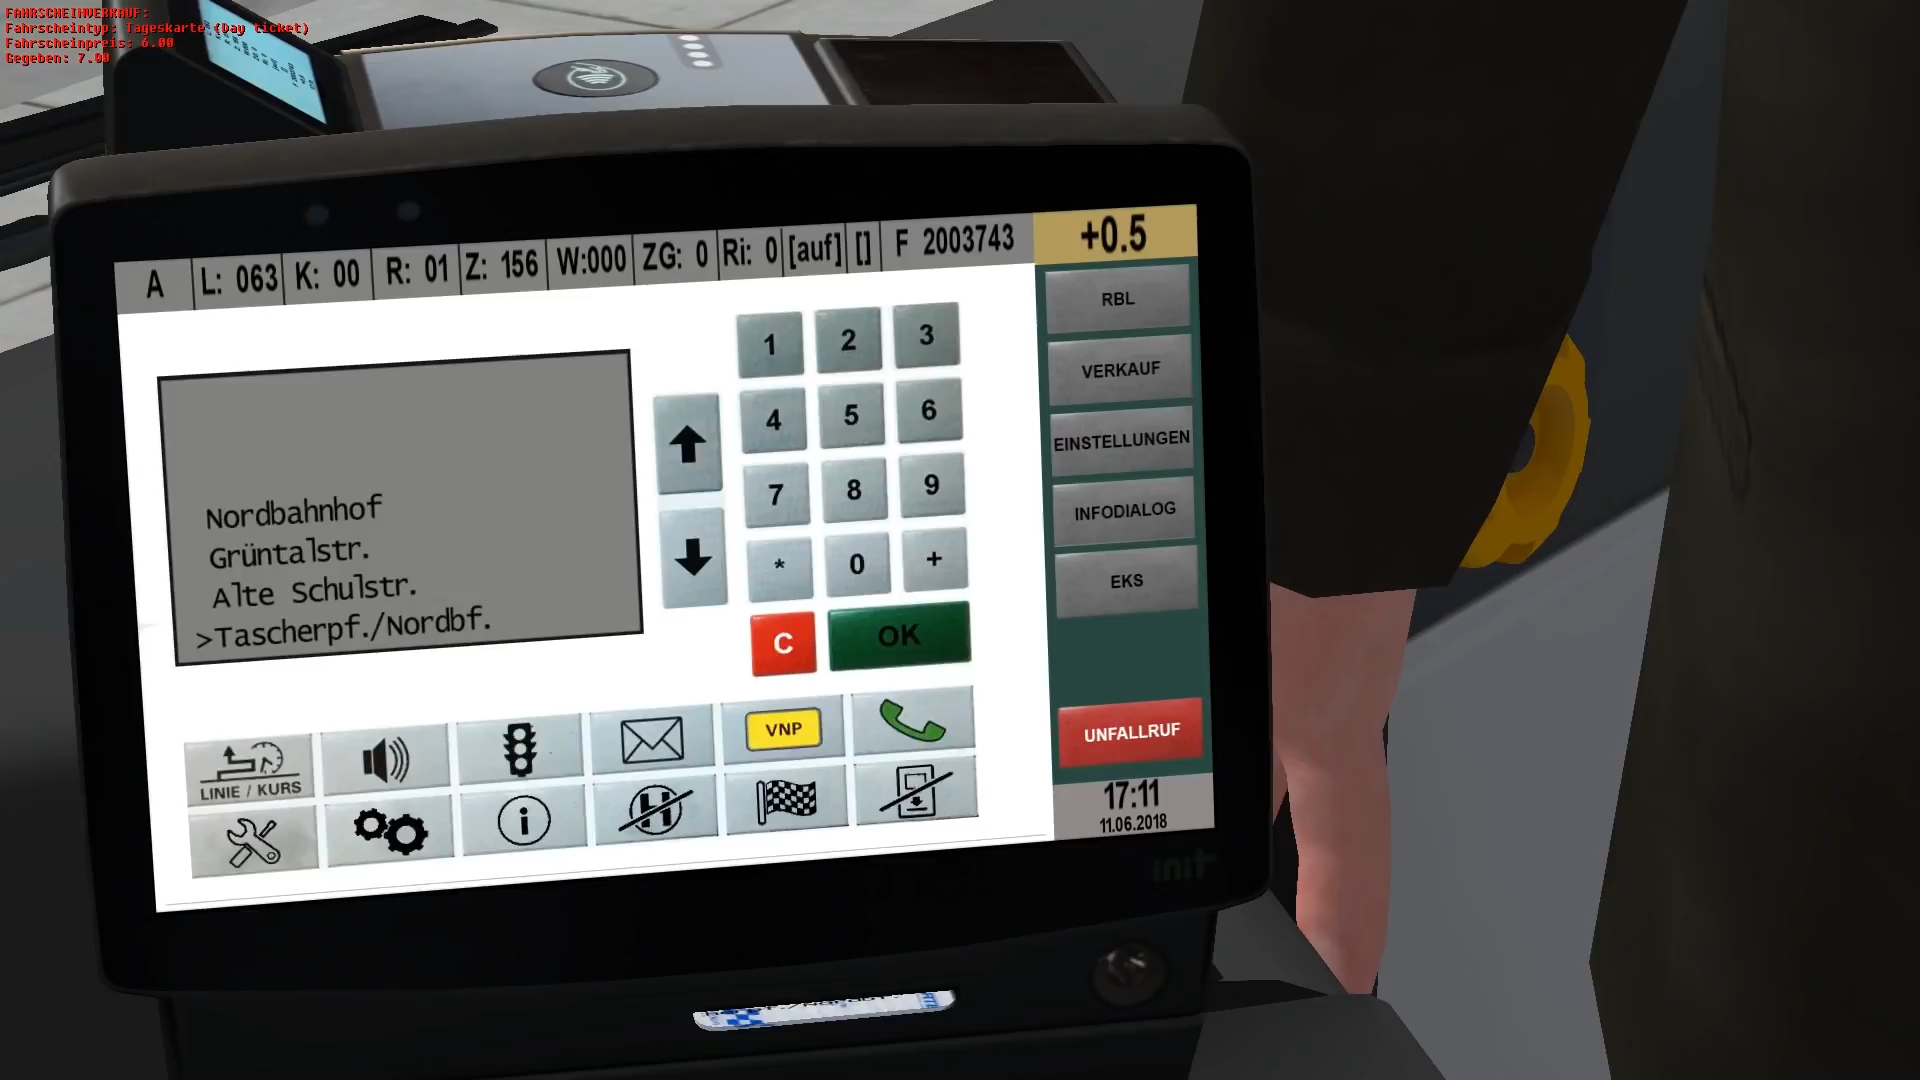 FAHRSCHEINVERKAUF:
Fahrscheintyp: Tageskarte (Day ticket)
Fahrscheinpreis: 6.00
Gegeben: 7.00
A L: 063 K: 00 R: 01 Z: 156 W:000 ZG: 0 Ri: 0 [auf] [] F 2003743 +0.5
RBL
VERKAUF
EINSTELLUNGEN
INFODIALOG
EKS
UNFALLRUF
17:11
11.06.2018
Nordbahnhof
Grüntalstr.
Alte Schulstr.
>Tascherpf./Nordbf.
1 2 3
4 5 6
7 8 9
* 0 +
C OK
LINIE / KURS
VNP
init